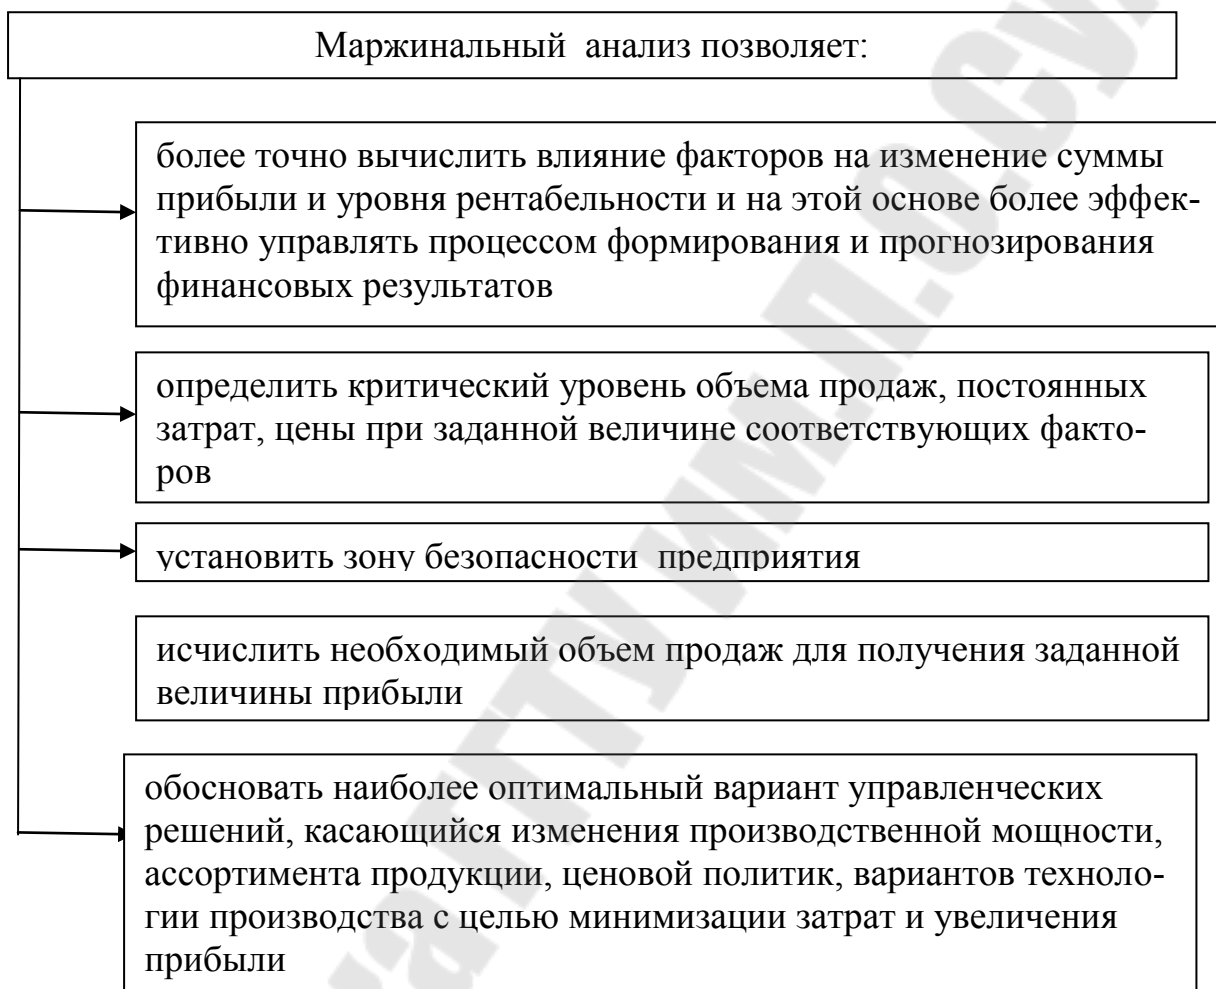 Маржинальный анализ позволяет:
более точно вычислить влияние факторов на изменение суммы
прибыли и уровня рентабельности и на этой основе более эффек-
тивно управлять процессом формирования и прогнозирования
финансовых результатов
определить критический уровень объема продаж, постоянных
затрат, цены при заданной величине соответствующих факто-
ров
установить зону безопасности предприятия
исчислить необходимый объем продаж для получения заданной
величины прибыли
обосновать наиболее оптимальный вариант управленческих
решений, касающийся изменения производственной мощности,
ассортимента продукции, ценовой политик, вариантов техноло-
гии производства с целью минимизации затрат и увеличения
прибыли
ГГТУ им. П.О.